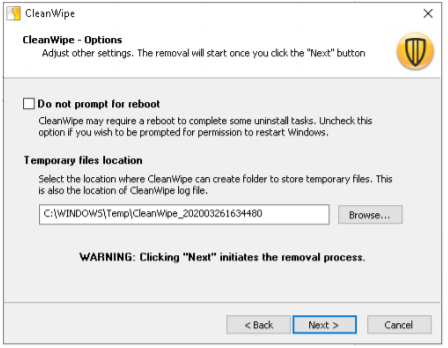 CleanWipe
CleanWipe - Options
Adjust other settings. The removal will start once you click the "Next" button
Do not prompt for reboot
CleanWipe may require a reboot to complete some uninstall tasks. Uncheck this
option if you wish to be prompted for permission to restart Windows.
Temporary files location
Select the location where CleanWipe can create folder to store temporary files. This
is also the location of CleanWipe log file.
C:\WINDOWS\Temp\CleanWipe_202003261634480
Browse...
WARNING: Clicking "Next" initiates the removal process.
< Back
Next >
Cancel